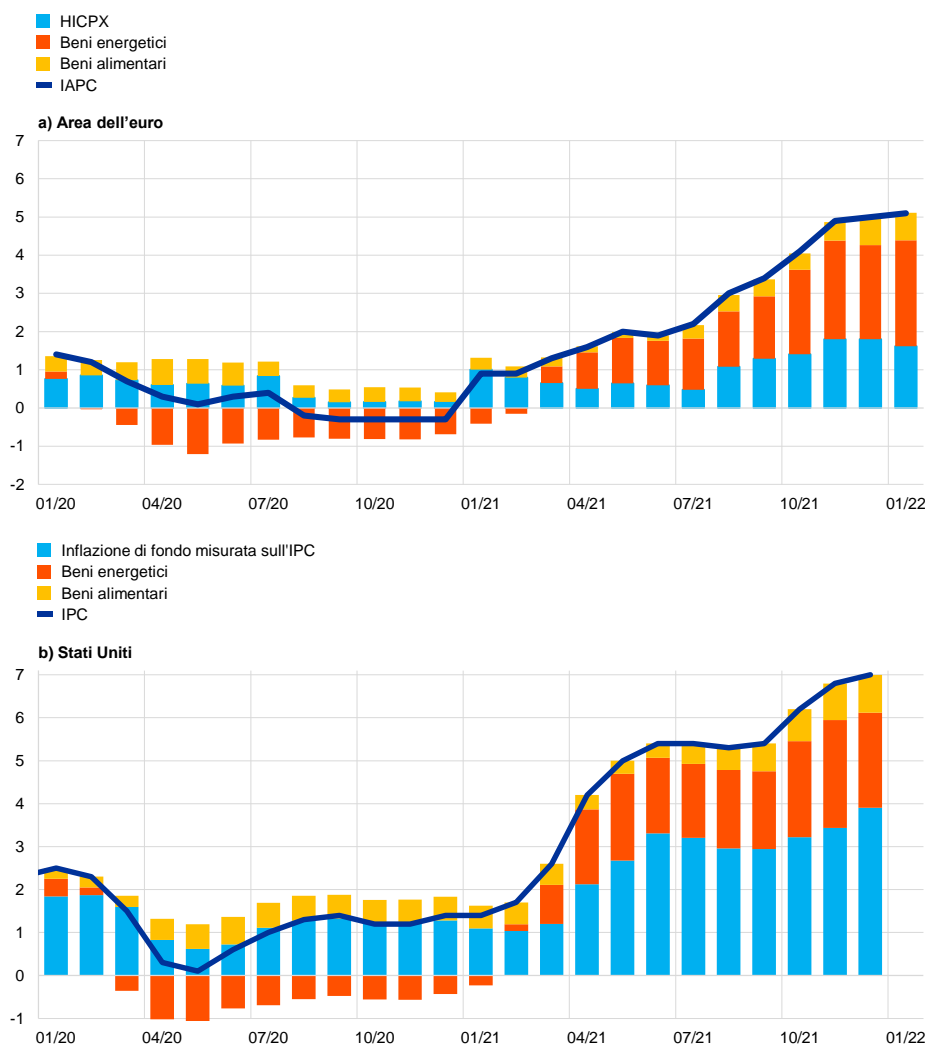 HICPX
Beni energetici
Beni alimentari
IAPC
a) Area dell'euro
7
6
5
4
3
2
1
0
-1
-2
01/20 04/20 07/20 10/20 01/21 04/21 07/21 10/21 01/22
Inflazione di fondo misurata sull'IPC
Beni energetici
Beni alimentari
IPC
b) Stati Uniti
7
6
5
4
3
2
1
0
-1
01/20 04/20 07/20 10/20 01/21 04/21 07/21 10/21 01/22